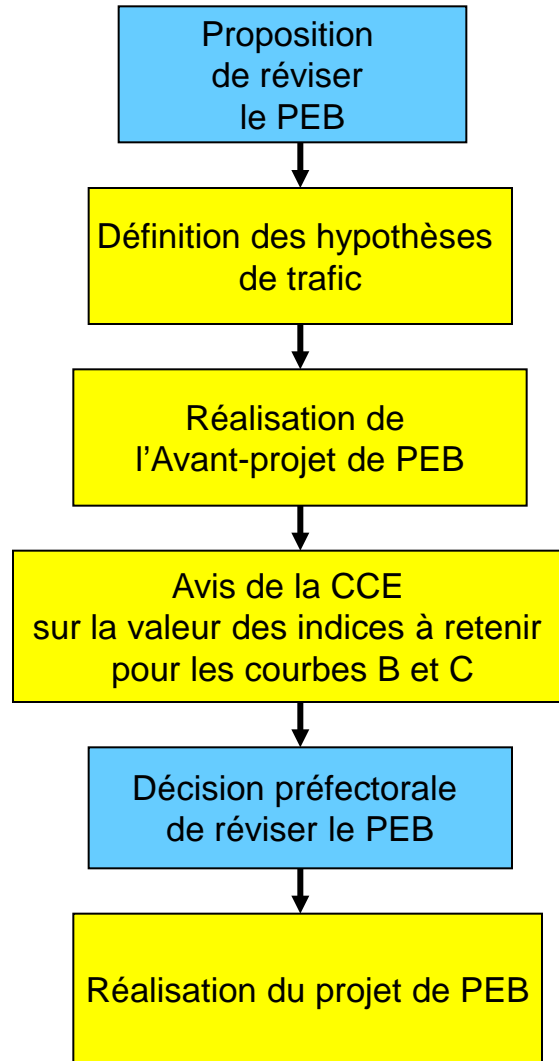 Proposition
de réviser
le PEB
Définition des hypothèses
de trafic
Réalisation de
l'Avant-projet de PEB
Avis de la CCE
sur la valeur des indices à retenir
pour les courbes B et C
Décision préfectorale
de réviser le PEB
Réalisation du projet de PEB